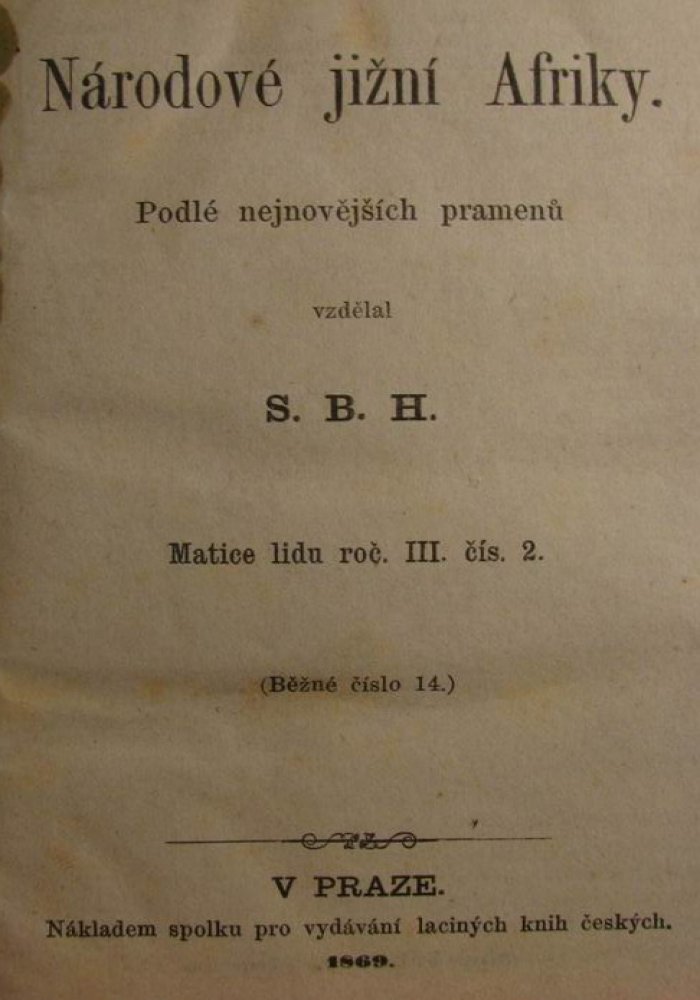 Národové jižní Afriky.
Podlé nejnovějších pramenů
vzdělal
S. B. H.
Matice lidu roč. III. čís. 2.
(Běžné číslo 14.)
V PRAZE.
Nákladem spolku pro vydávání laciných knih českých.
1869.